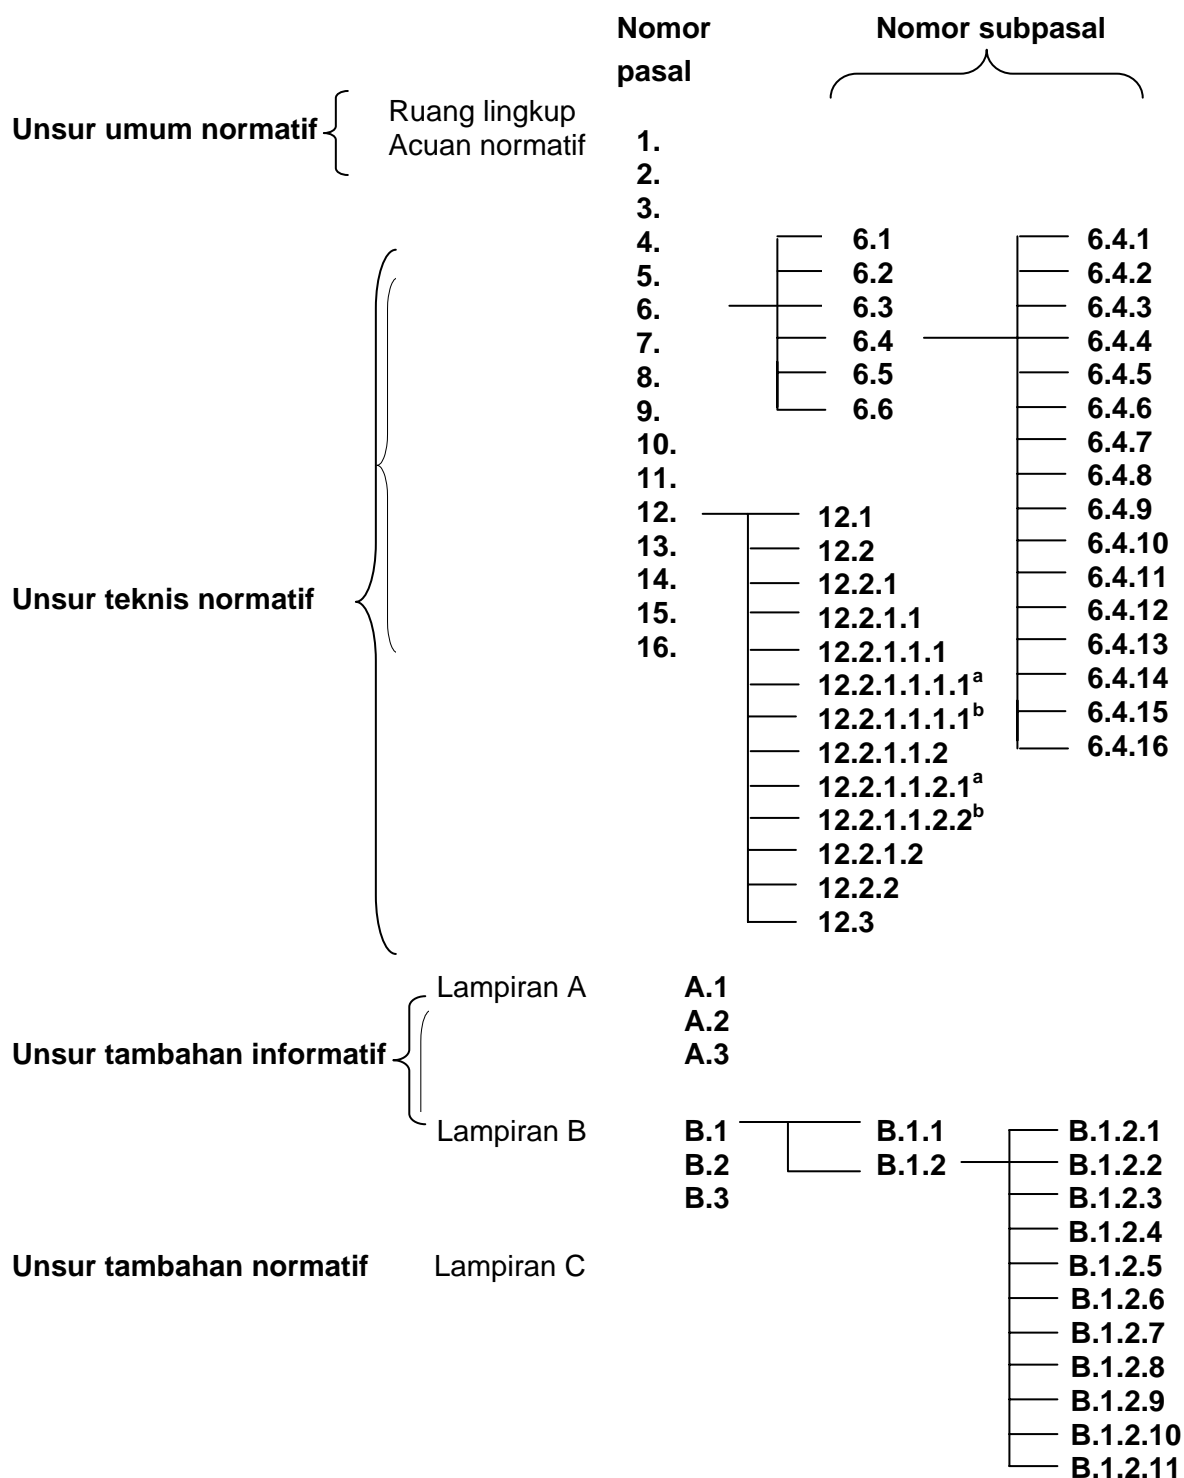 Nomor Nomor subpasal
pasal
Ruang lingkup
Unsur umum normatif
Acuan normatif
1.
2.
3.
4. 6.1 6.4.1
5. 6.2 6.4.2
6. 6.3 6.4.3
7. 6.4 6.4.4
8. 6.5 6.4.5
9. 6.6 6.4.6
10. 6.4.7
11. 6.4.8
12. 12.1 6.4.9
13. 12.2 6.4.10
14. 12.2.1 6.4.11
Unsur teknis normatif
15. 12.2.1.1 6.4.12
16. 12.2.1.1.1 6.4.13
12.2.1.1.1.1a 6.4.14
12.2.1.1.1.1b 6.4.15
12.2.1.1.2 6.4.16
12.2.1.1.2.1a
12.2.1.1.2.2b
12.2.1.2
12.2.2
12.3
Lampiran A A.1
A.2
Unsur tambahan informatif A.3
Lampiran B B.1 B.1.1 B.1.2.1
B.2 B.1.2 B.1.2.2
B.3 B.1.2.3
B.1.2.4
Unsur tambahan normatif Lampiran C B.1.2.5
B.1.2.6
B.1.2.7
B.1.2.8
B.1.2.9
B.1.2.10
B.1.2.11